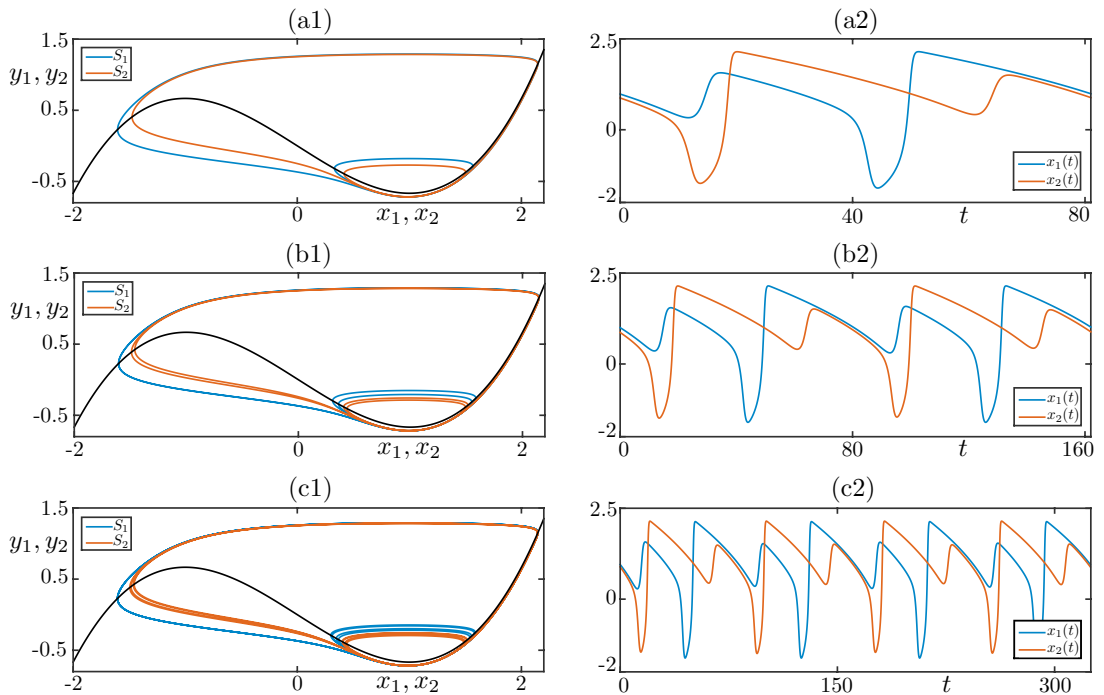 (a1)
1.5
0.5
-0.5
y₁, y₂
S₁
S₂
-2
0
2
x₁, x₂
(a2)
2.5
0
-2
x₁(t)
x₂(t)
0
40
80
t
(b1)
1.5
0.5
-0.5
y₁, y₂
S₁
S₂
-2
0
2
x₁, x₂
(b2)
2.5
0
-2
x₁(t)
x₂(t)
0
80
160
t
(c1)
1.5
0.5
-0.5
y₁, y₂
S₁
S₂
-2
0
2
x₁, x₂
(c2)
2.5
0
-2
x₁(t)
x₂(t)
0
150
300
t